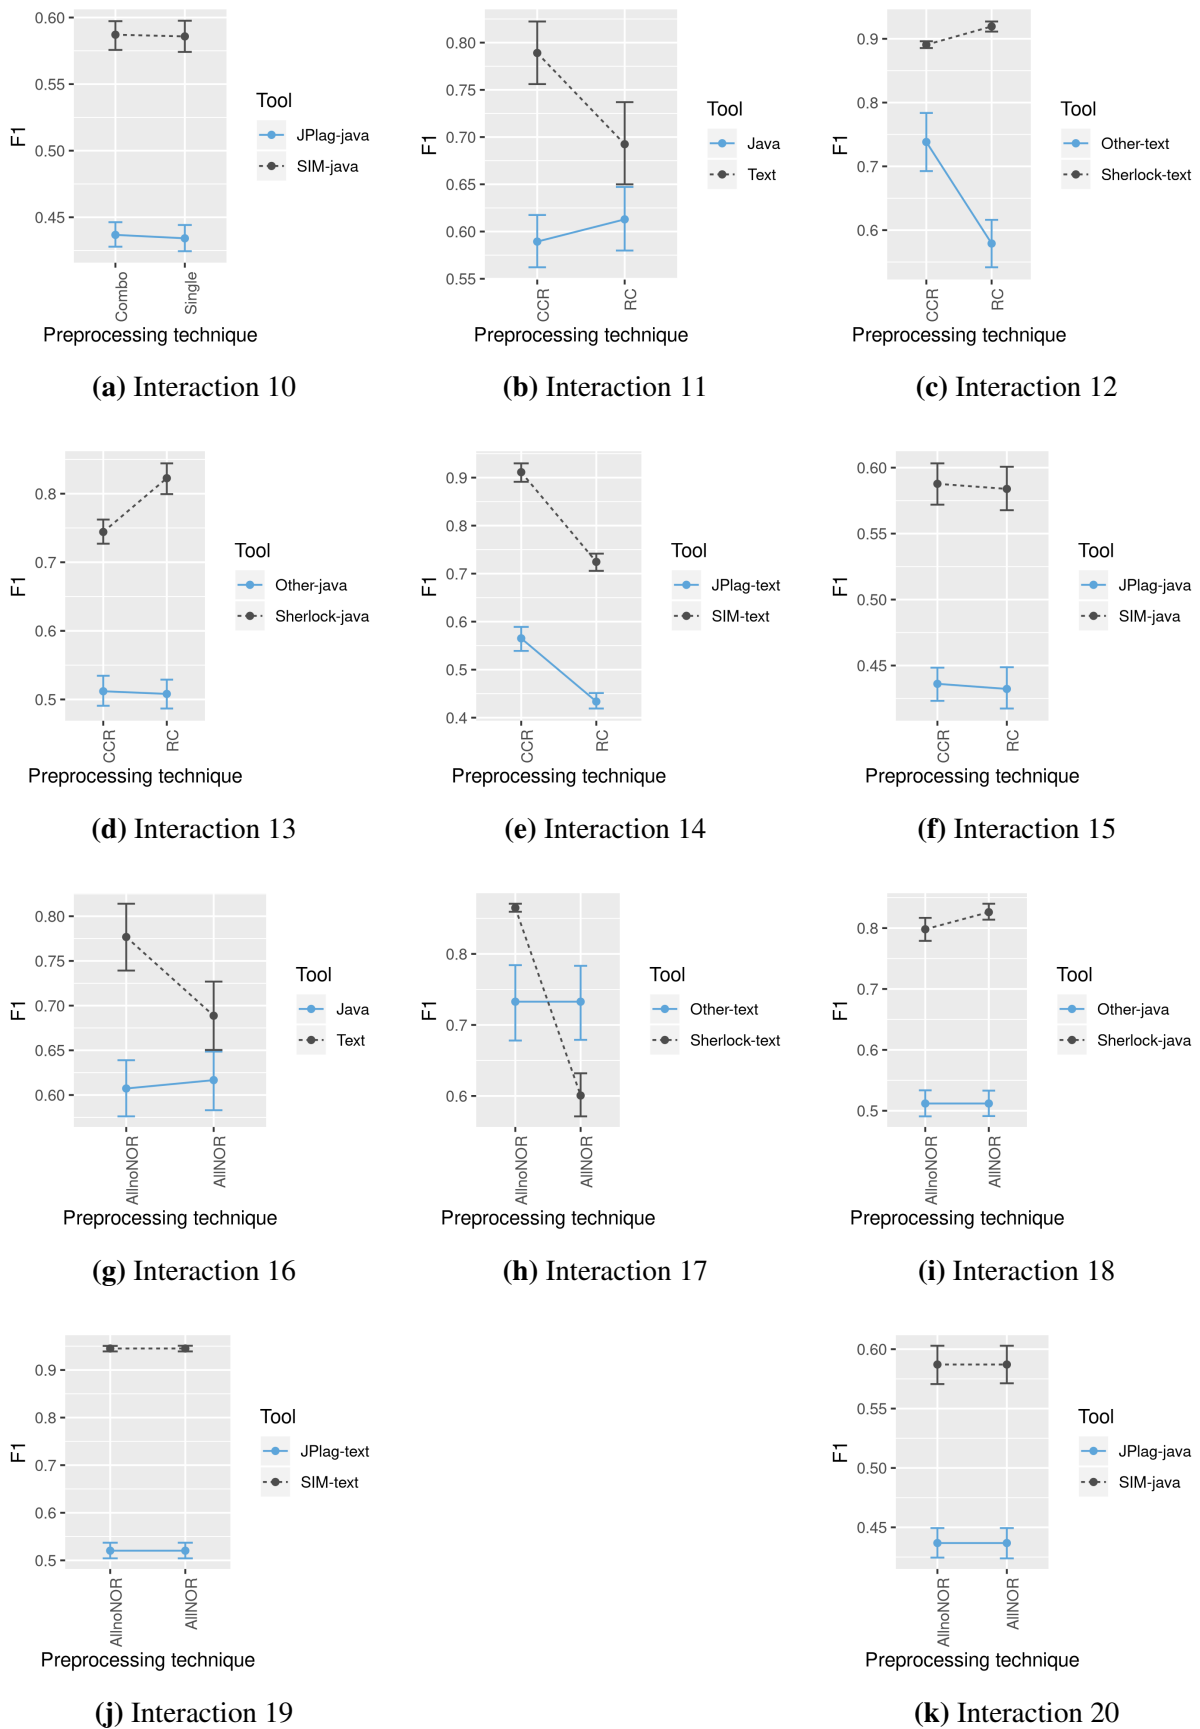 0.60
0.55
0.50
0.45
F1
Combo
Single
Preprocessing technique
Tool
JPlag-java
SIM-java
(a) Interaction 10
0.80
0.75
0.70
0.65
0.60
0.55
F1
CCR
RC
Preprocessing technique
Tool
Java
Text
(b) Interaction 11
0.9
0.8
0.7
0.6
F1
CCR
RC
Preprocessing technique
Tool
Other-text
Sherlock-text
(c) Interaction 12
0.8
0.7
0.6
0.5
F1
CCR
RC
Preprocessing technique
Tool
Other-java
Sherlock-java
(d) Interaction 13
0.9
0.8
0.7
0.6
0.5
0.4
F1
CCR
RC
Preprocessing technique
Tool
JPlag-text
SIM-text
(e) Interaction 14
0.60
0.55
0.50
0.45
F1
CCR
RC
Preprocessing technique
Tool
JPlag-java
SIM-java
(f) Interaction 15
0.80
0.75
0.70
0.65
0.60
F1
AllnoNOR
AllNOR
Preprocessing technique
Tool
Java
Text
(g) Interaction 16
0.8
0.7
0.6
F1
AllnoNOR
AllNOR
Preprocessing technique
Tool
Other-text
Sherlock-text
(h) Interaction 17
0.8
0.7
0.6
0.5
F1
AllnoNOR
AllNOR
Preprocessing technique
Tool
Other-java
Sherlock-java
(i) Interaction 18
0.9
0.8
0.7
0.6
0.5
F1
AllnoNOR
AllNOR
Preprocessing technique
Tool
JPlag-text
SIM-text
(j) Interaction 19
0.60
0.55
0.50
0.45
F1
AllnoNOR
AllNOR
Preprocessing technique
Tool
JPlag-java
SIM-java
(k) Interaction 20